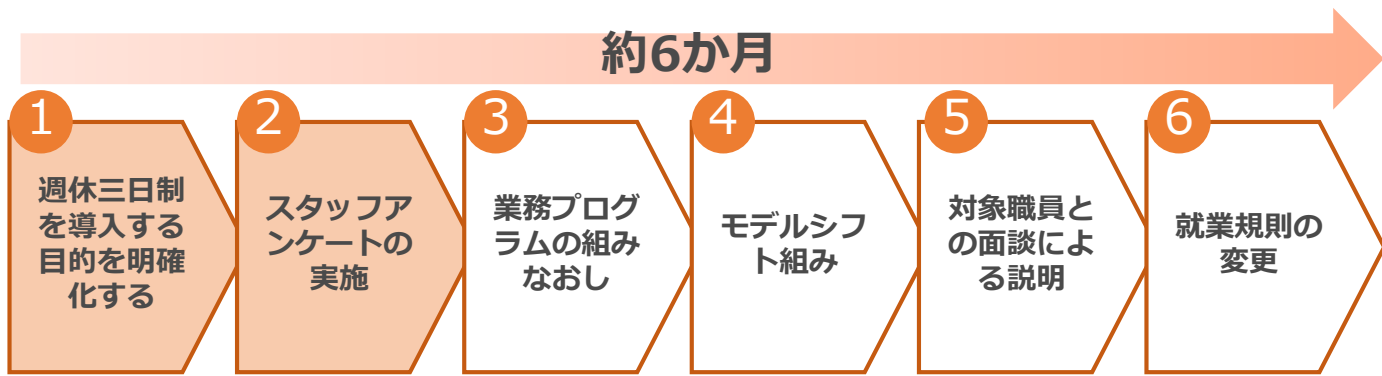 約6か月
1
週休三日制
を導入する
目的を明確
化する
2
スタッフア
ンケートの
実施
3
業務プログ
ラムの組み
なおし
4
モデルシフ
ト組み
5
対象職員と
の面談によ
る説明
6
就業規則の
変更